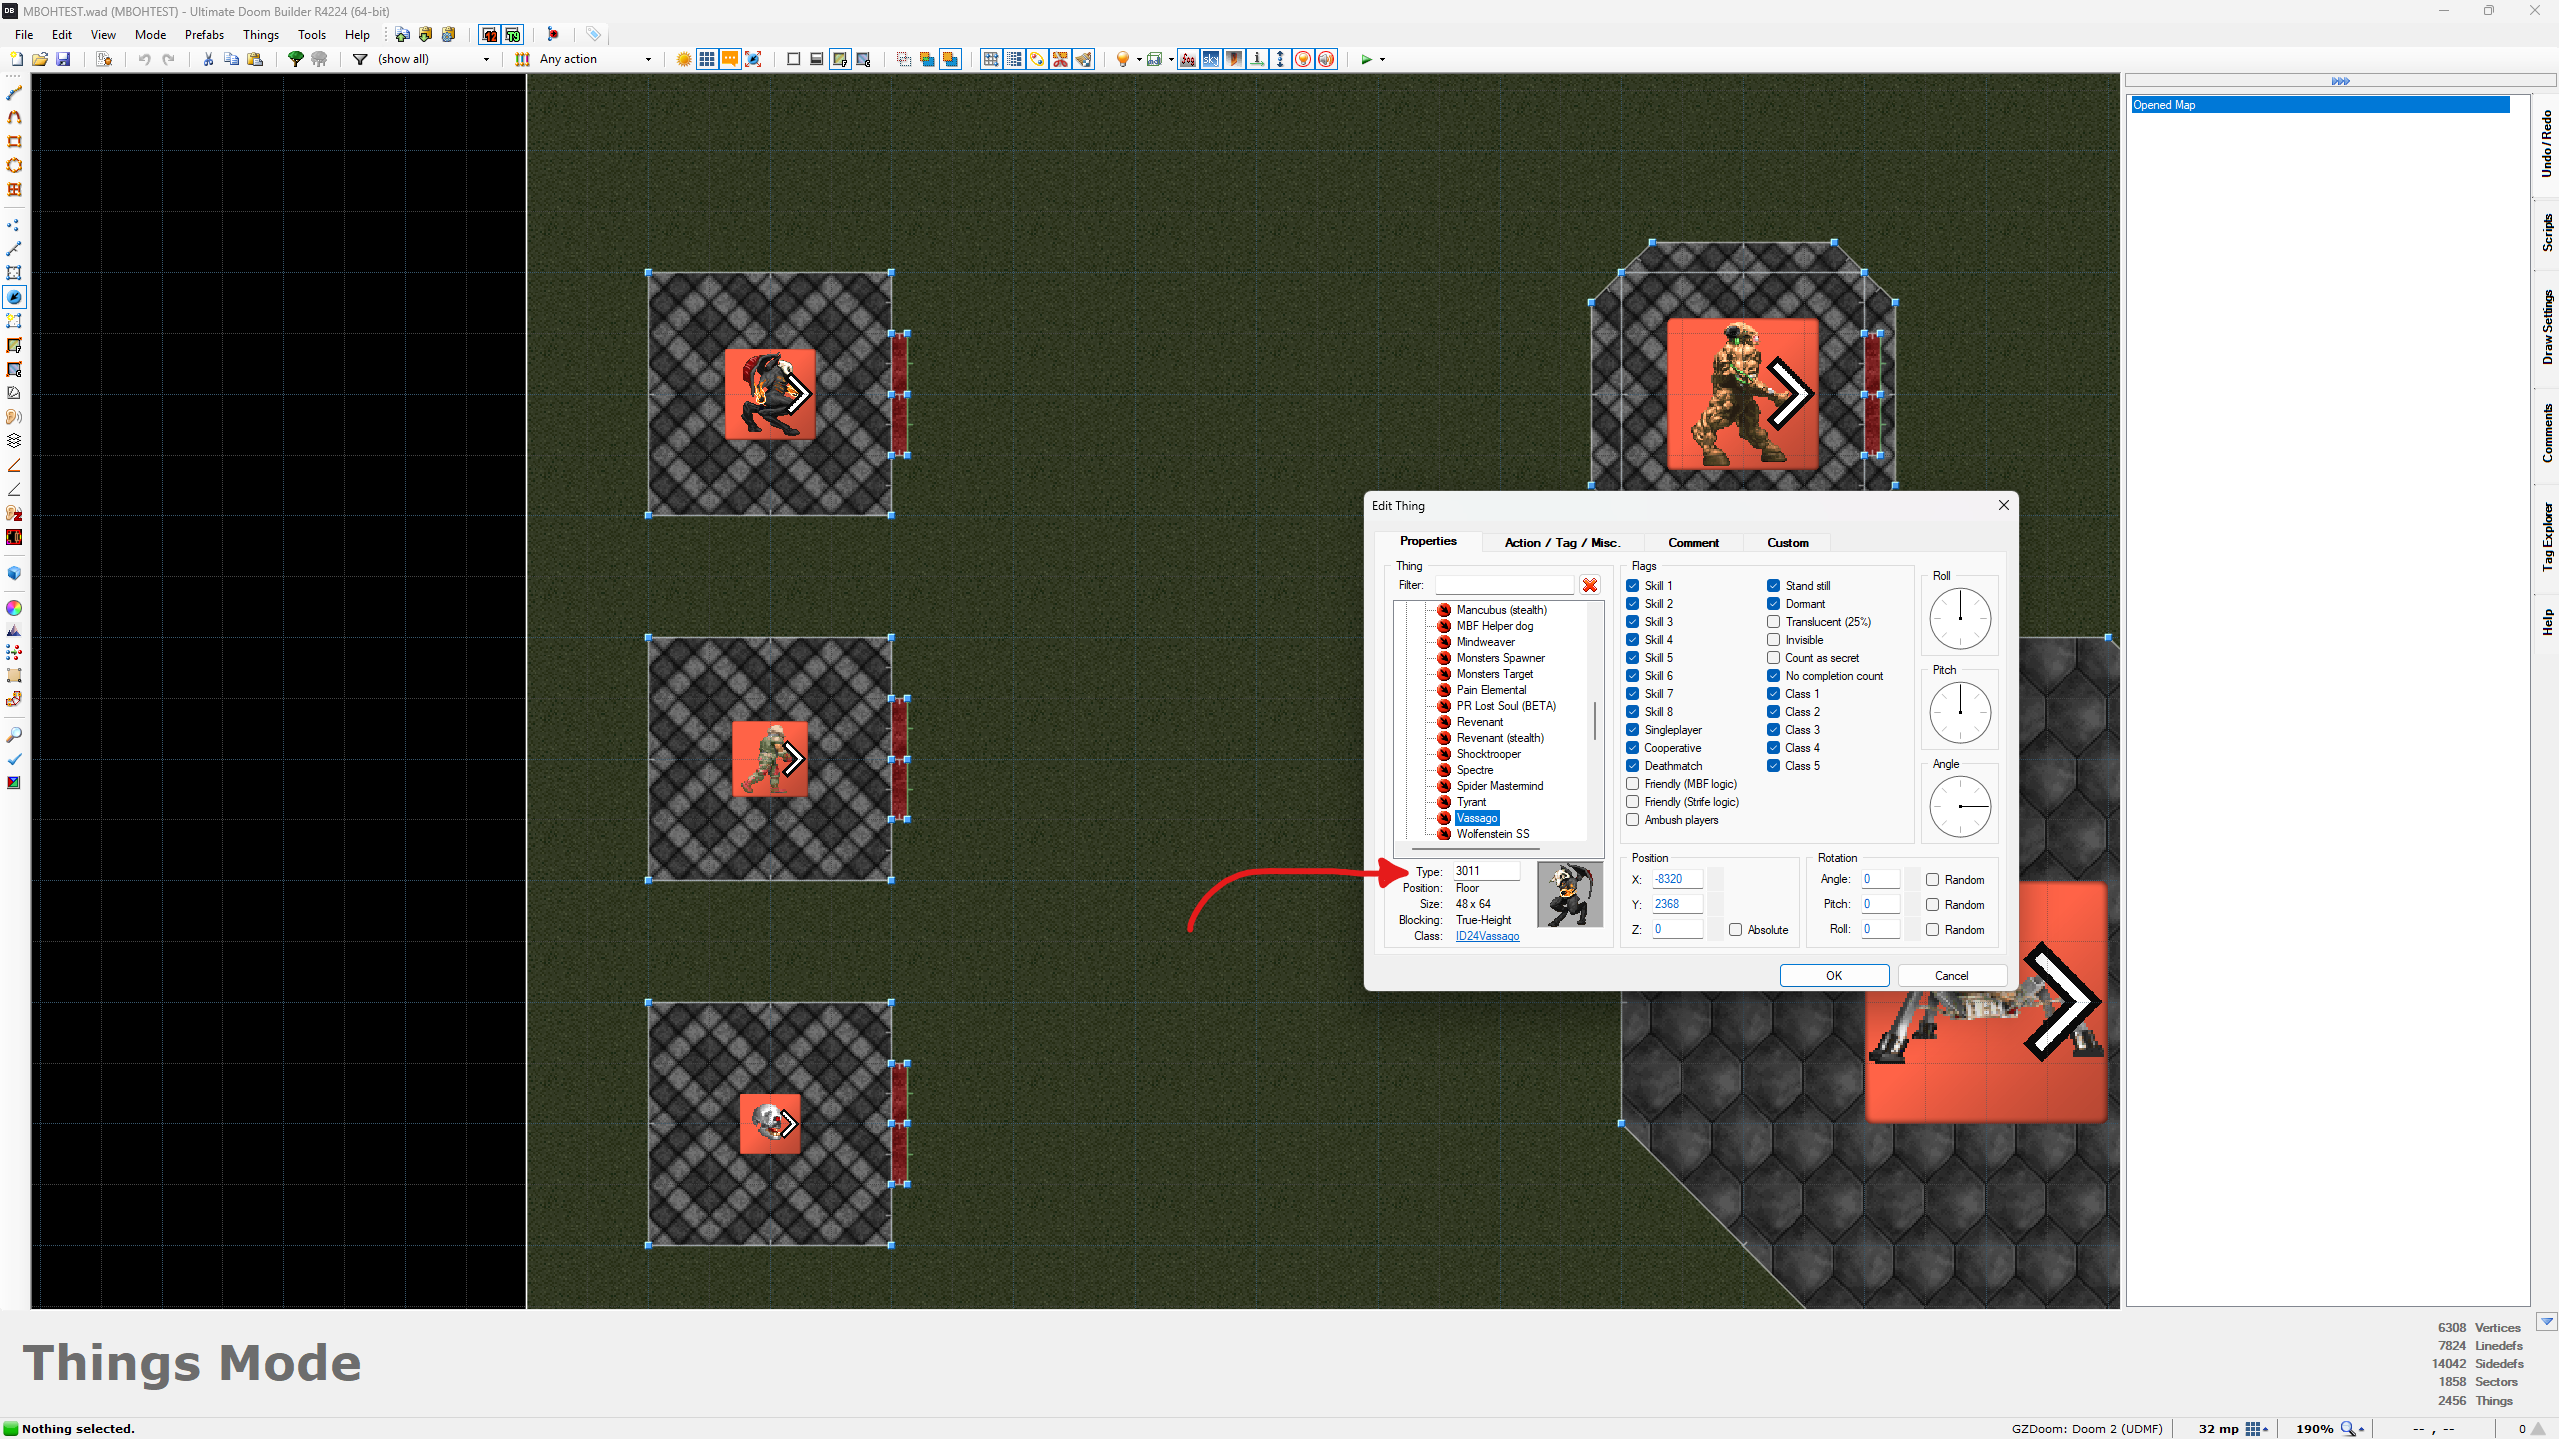 MBOHTEST.wad (MBOHTEST) - Ultimate Doom Builder R4224 (64-bit)
File Edit View Mode Prefabs Things Tools Help
(show all) Any action
Opened Map
Undo / Redo
Scripts
Draw Settings
Comments
Tag Explorer
Help
Edit Thing
Properties Action / Tag / Misc. Comment Custom
Thing
Filter:
Mancubus (stealth)
MBF Helper dog
Mindweaver
Monsters Spawner
Monsters Target
Pain Elemental
PR Lost Soul (BETA)
Revenant
Revenant (stealth)
Shocktrooper
Spectre
Spider Mastermind
Tyrant
Vassago
Wolfenstein SS
Type: 3011
Position: Floor
Size: 48 x 64
Blocking: True-Height
Class: ID24Vassago
Flags
Skill 1
Skill 2
Skill 3
Skill 4
Skill 5
Skill 6
Skill 7
Skill 8
Singleplayer
Cooperative
Deathmatch
Friendly (MBF logic)
Friendly (Strife logic)
Ambush players
Stand still
Dormant
Translucent (25%)
Invisible
Count as secret
No completion count
Class 1
Class 2
Class 3
Class 4
Class 5
Roll
Pitch
Angle
Position
X: -8320
Y: 2368
Z: 0 Absolute
Rotation
Angle: 0 Random
Pitch: 0 Random
Roll: 0 Random
OK Cancel
Things Mode
6308 Vertices
7824 Linedefs
14042 Sidedefs
1858 Sectors
2456 Things
Nothing selected. GZDoom: Doom 2 (UDMF) 32 mp 190% -- , -- 0